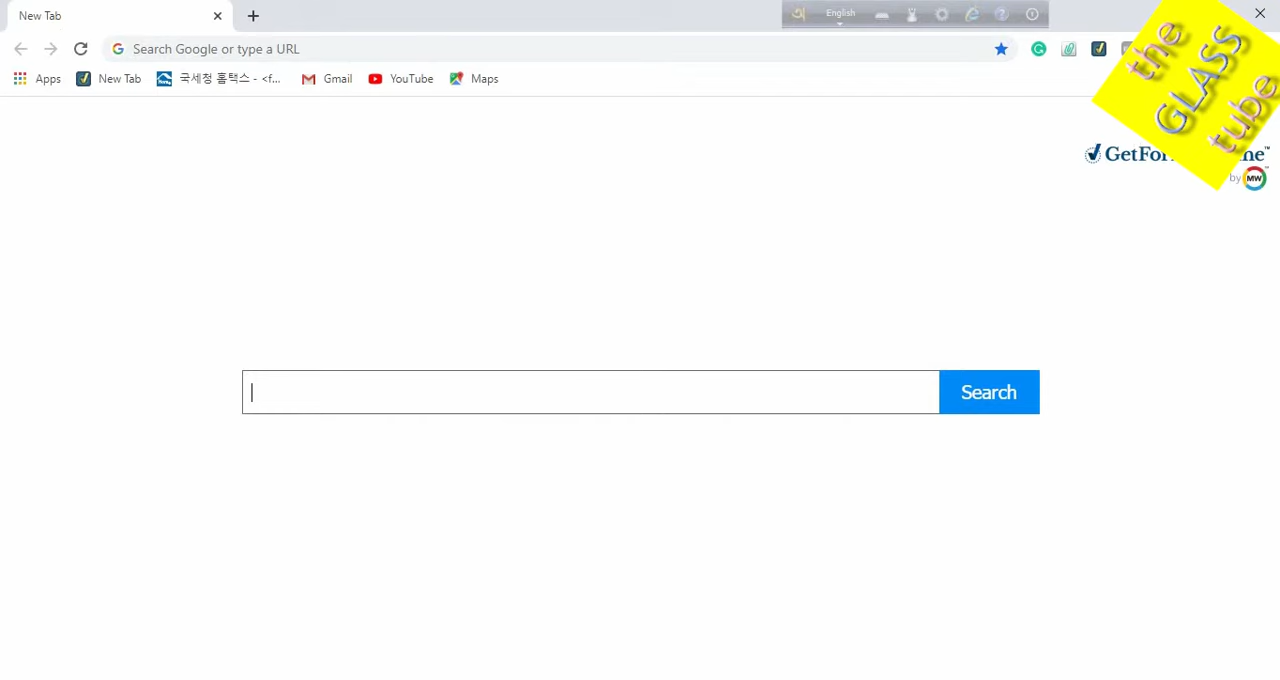 New Tab
English
Search Google or type a URL
Apps
New Tab
국세청 홈택스 - <f...
Gmail
YouTube
Maps
the
GLASS
tube
by
MW
Search